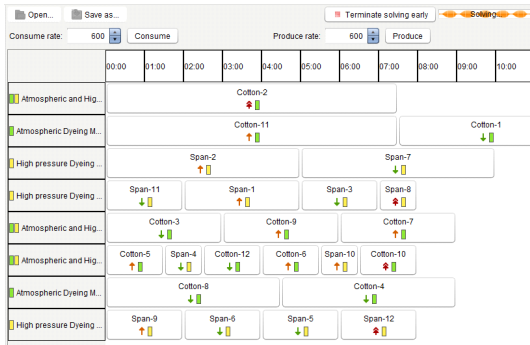 Open... Save as... Terminate solving early Solving...
Consume rate: 600 Consume Produce rate: 600 Produce
00:00 01:00 02:00 03:00 04:00 05:00 06:00 07:00 08:00 09:00 10:00
Atmospheric and Hig... Cotton-2
Atmospheric Dyeing M... Cotton-11 Cotton-1
High pressure Dyeing ... Span-2 Span-7
High pressure Dyeing ... Span-11 Span-1 Span-3 Span-8
Atmospheric and Hig... Cotton-3 Cotton-9 Cotton-7
Atmospheric and Hig... Cotton-5 Span-4 Cotton-12 Cotton-6 Span-10 Cotton-10
Atmospheric Dyeing M... Cotton-8 Cotton-4
High pressure Dyeing ... Span-9 Span-6 Span-5 Span-12